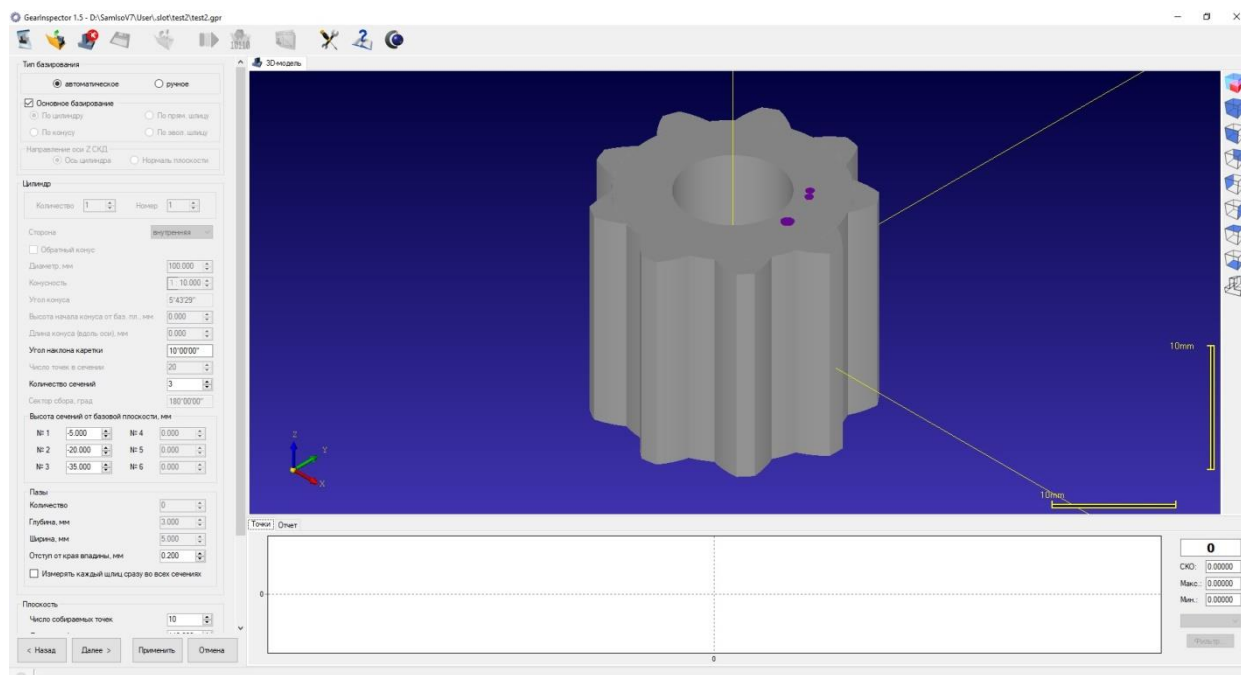 GearInspector 1.5 - D:\SamIsoV7\User\.slot\test2\test2.gpr
3D-модель
Тип базирования
автоматическое ручное
Основное базирование
По цилиндру По прям. шлицу
По конусу По эвол. шлицу
Направление оси Z СКД
Ось цилиндра Нормаль плоскости
Цилиндр
Количество 1 Номер 1
Сторона внутренняя
Обратный конус
Диаметр, мм 100.000
Конусность 1: 10.000
Угол конуса 5°43'29"
Высота начала конуса от баз. пл., мм 0.000
Длина конуса (вдоль оси), мм 0.000
Угол наклона каретки 10°00'00"
Число точек в сечении 20
Количество сечений 3
Сектор сбора, град 180°00'00"
Высота сечений от базовой плоскости, мм
№ 1 -5.000 № 4 0.000
№ 2 -20.000 № 5 0.000
№ 3 -35.000 № 6 0.000
Пазы
Количество 0
Глубина, мм 3.000
Ширина, мм 5.000
Отступ от края впадины, мм 0.200
Измерять каждый шлиц сразу во всех сечениях
Плоскость
Число собираемых точек 10
< Назад Далее > Применить Отмена
10mm
Z
Y
X
10mm
Точки Отчет
0
0
0
СКО: 0.00000
Макс.: 0.00000
Мин.: 0.00000
Фильтр...